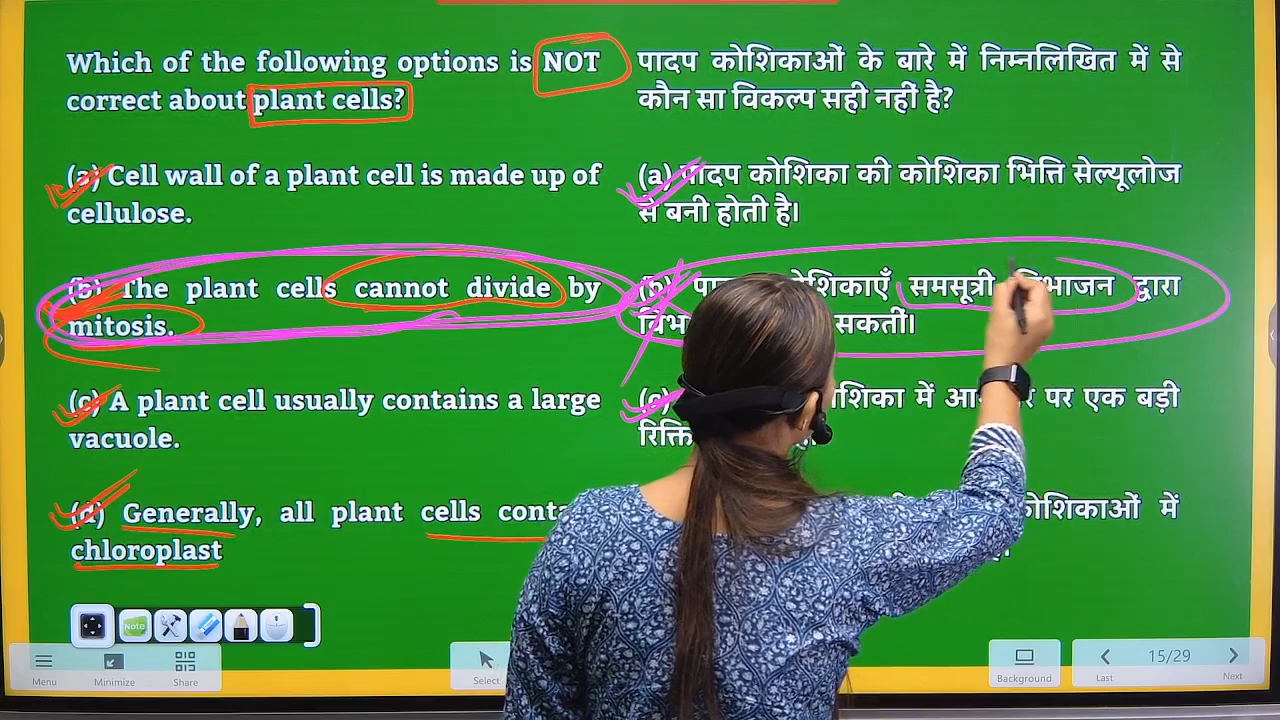 Which of the following options is NOT
correct about plant cells?
(a) Cell wall of a plant cell is made up of
cellulose.
(b) The plant cells cannot divide by
mitosis.
(c) A plant cell usually contains a large
vacuole.
(d) Generally, all plant cells
chloroplast
पादप कोशिकाओं के बारे में निम्नलिखित में से
कौन सा विकल्प सही नहीं है?
(a) पादप कोशिका की कोशिका भित्ति सेल्यूलोज
से बनी होती है।
(b) समसूत्री द्वारा
सकतीं।
(c) में पर एक बड़ी
में
Note
Menu
Minimize
Share
Select
Background
15/29
Last
Next